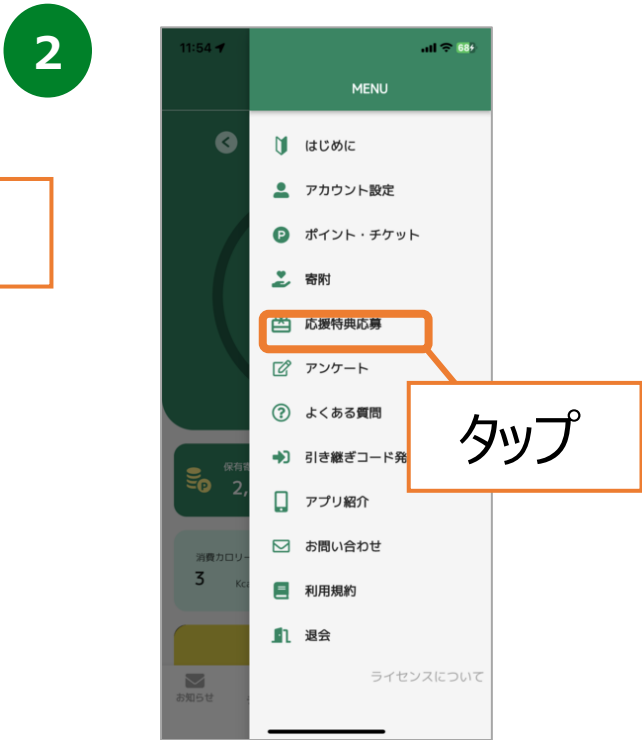 2
11:54
68
MENU
はじめに
アカウント設定
ポイント・チケット
寄附
応援特典応募
アンケート
よくある質問
タップ
引き継ぎコード発
保有
2,
アプリ紹介
お問い合わせ
消費カロリー
3 Kca
利用規約
退会
ライセンスについて
お知らせ